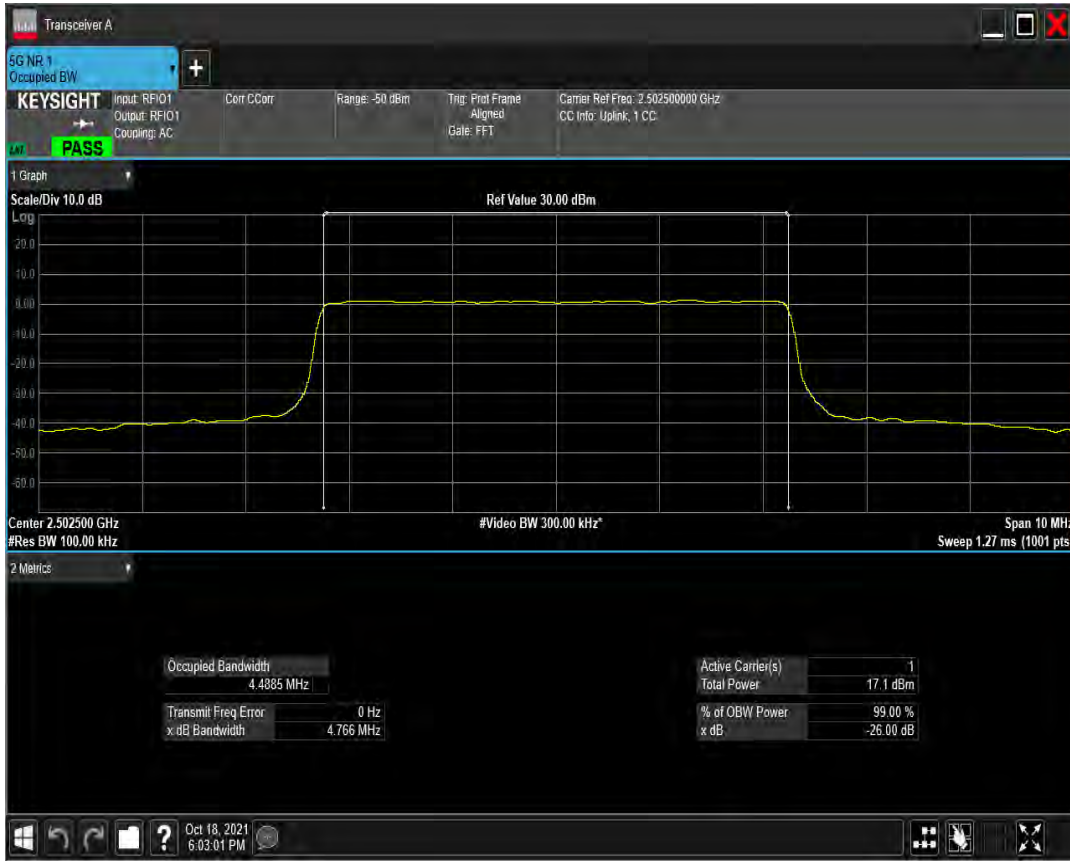 Transceiver A
5G NR 1
Occupied BW
+
KEYSIGHT
Input: RFIO1
Output: RFIO1
Coupling: AC
Corr CCorr
Range: -50 dBm
Trig: Prot Frame
Aligned
Gate: FFT
Carrier Ref Freq: 2.502500000 GHz
CC Info: Uplink, 1 CC
PASS
1 Graph
Scale/Div 10.0 dB
Ref Value 30.00 dBm
Log
20.0
10.0
0.00
-10.0
-20.0
-30.0
-40.0
-50.0
-60.0
Center 2.502500 GHz
#Video BW 300.00 kHz*
Span 10 MHz
#Res BW 100.00 kHz
Sweep 1.27 ms (1001 pts
2 Metrics
Occupied Bandwidth
4.4885 MHz
Transmit Freq Error 0 Hz
x dB Bandwidth 4.766 MHz
Active Carrier(s) 1
Total Power 17.1 dBm
% of OBW Power 99.00 %
x dB -26.00 dB
?
Oct 18, 2021
6:03:01 PM